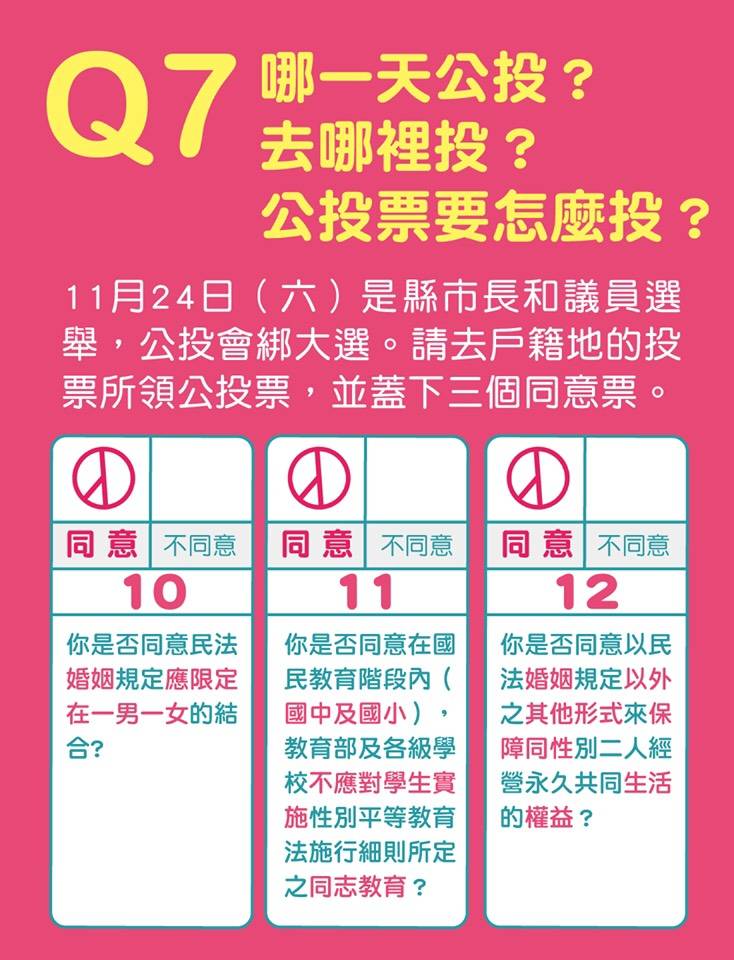 Q7
哪一天公投？
去哪裡投？
公投票要怎麼投？
11月24日（六）是縣市長和議員選
舉，公投會綁大選。請去戶籍地的投
票所領公投票，並蓋下三個同意票。
同意 不同意
10
你是否同意民法
婚姻規定應限定
在一男一女的結
合?
同意 不同意
11
你是否同意在國
民教育階段內（
國中及國小），
教育部及各級學
校不應對學生實
施性別平等教育
法施行細則所定
之同志教育？
同意 不同意
12
你是否同意以民
法婚姻規定以外
之其他形式來保
障同性別二人經
營永久共同生活
的權益？